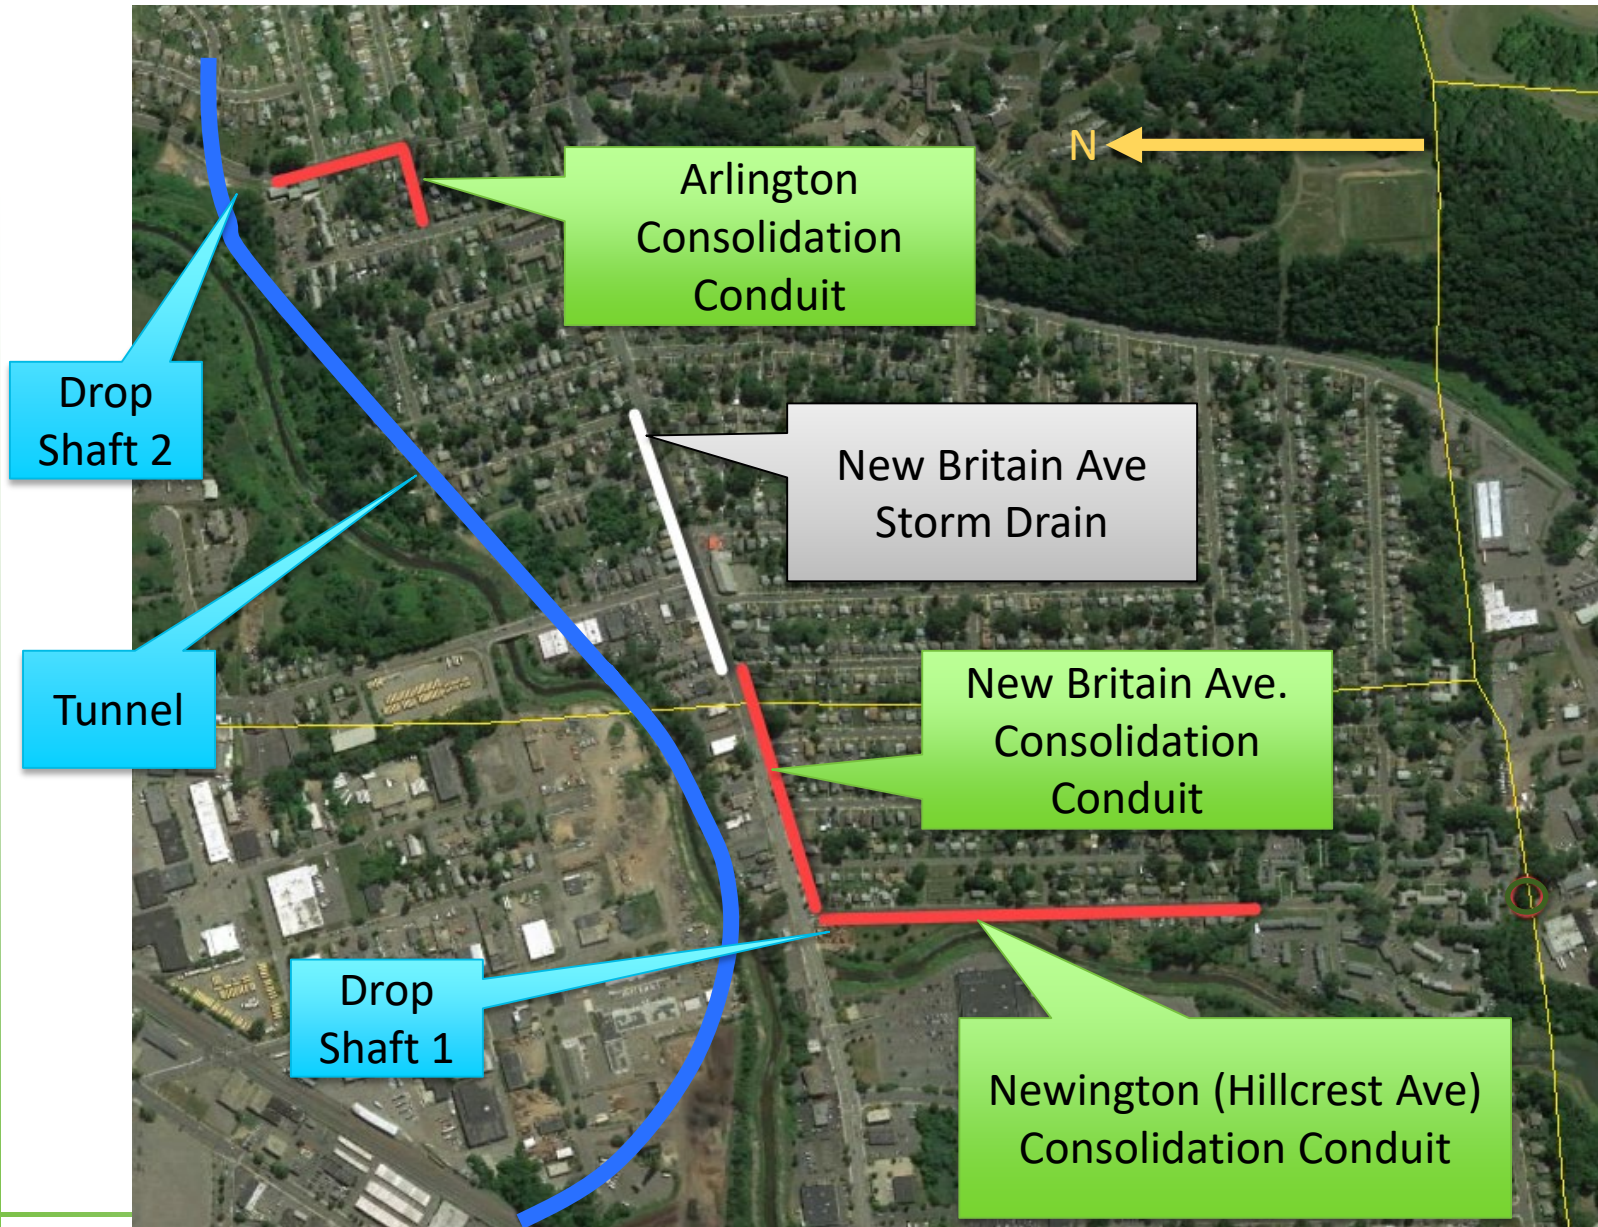 N
Arlington
Consolidation
Conduit
Drop
Shaft 2
New Britain Ave
Storm Drain
Tunnel
New Britain Ave.
Consolidation
Conduit
Drop
Shaft 1
Newington (Hillcrest Ave)
Consolidation Conduit